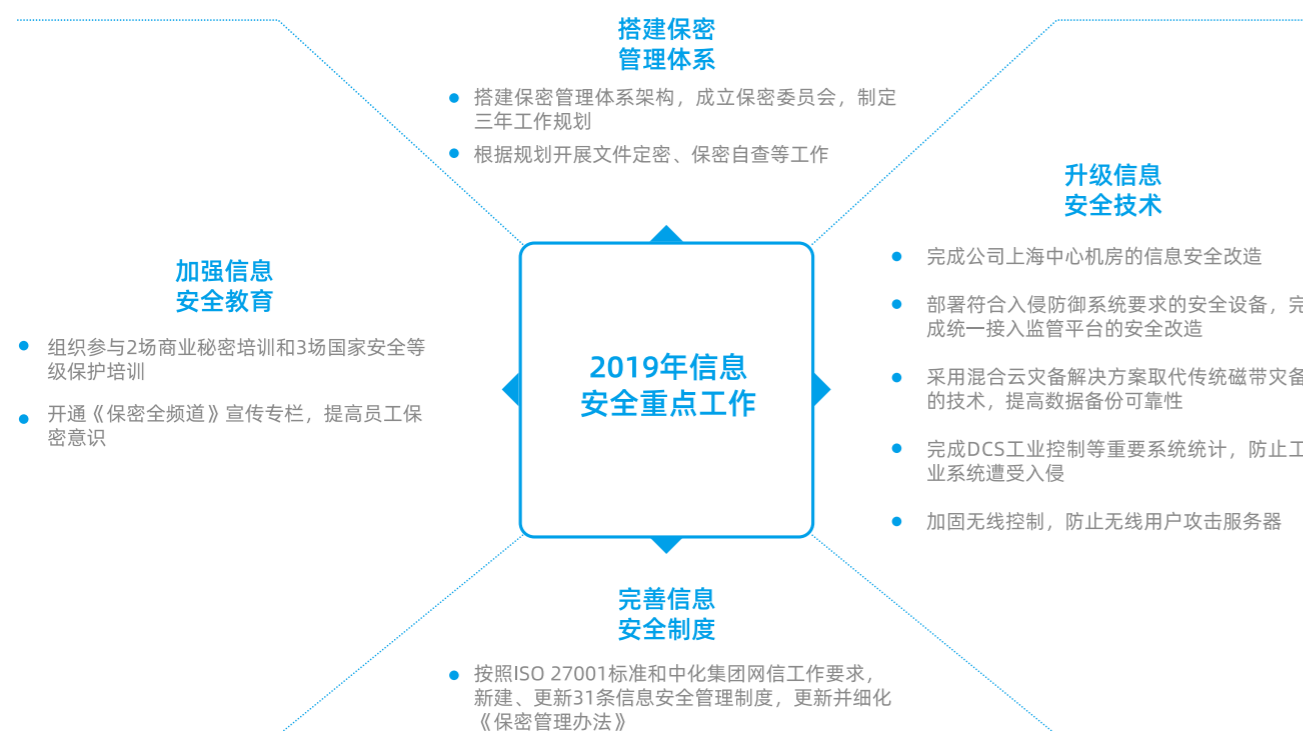 搭建保密
管理体系
搭建保密管理体系架构，成立保密委员会，制定
三年工作规划
根据规划开展文件定密、保密自查等工作
升级信息
安全技术
完成公司上海中心机房的信息安全改造
部署符合入侵防御系统要求的安全设备，完
成统一接入监管平台的安全改造
采用混合云灾备解决方案取代传统磁带灾备
的技术，提高数据备份可靠性
完成DCS工业控制等重要系统统计，防止工
业系统遭受入侵
加固无线控制，防止无线用户攻击服务器
加强信息
安全教育
组织参与2场商业秘密培训和3场国家安全等
级保护培训
开通《保密全频道》宣传专栏，提高员工保
密意识
2019年信息
安全重点工作
完善信息
安全制度
按照ISO 27001标准和中化集团网信工作要求，
新建、更新31条信息安全管理制度，更新并细化
《保密管理办法》